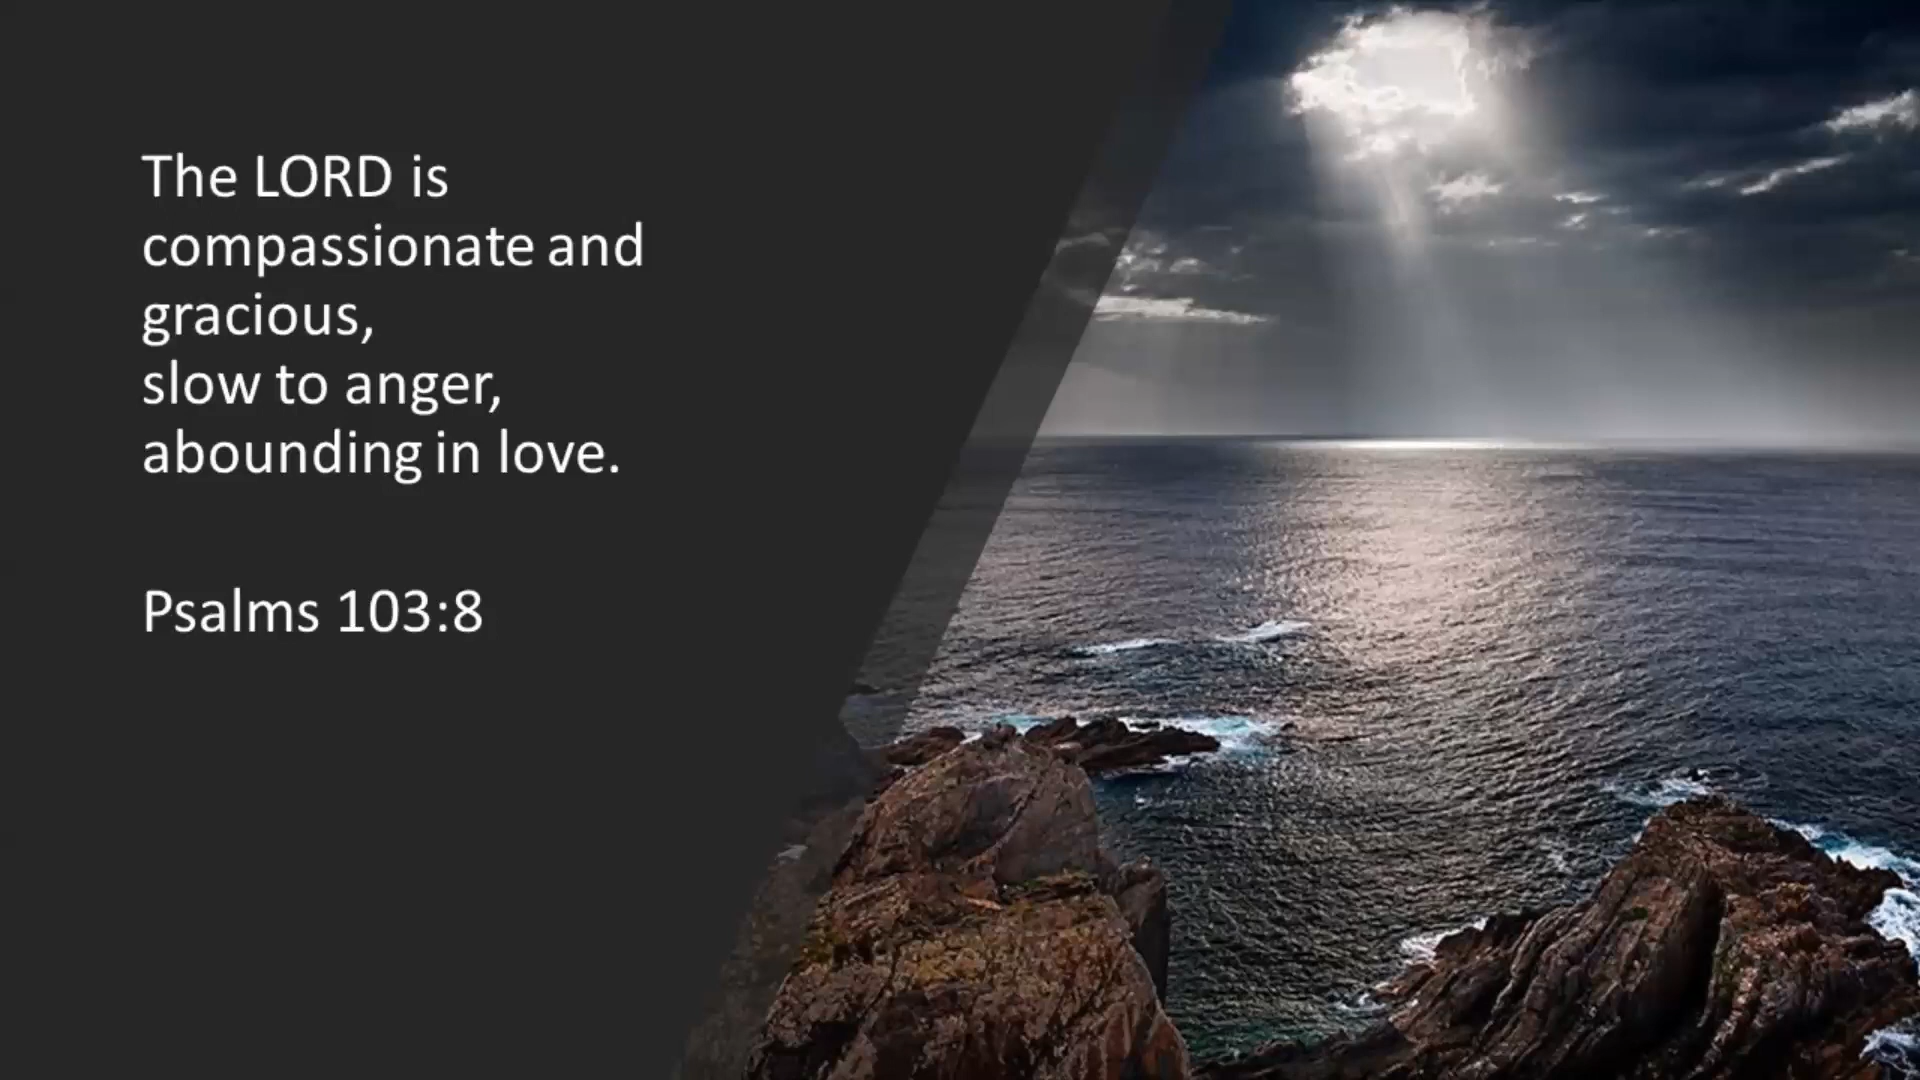 The LORD is
compassionate and
gracious,
slow to anger,
abounding in love.
Psalms 103:8